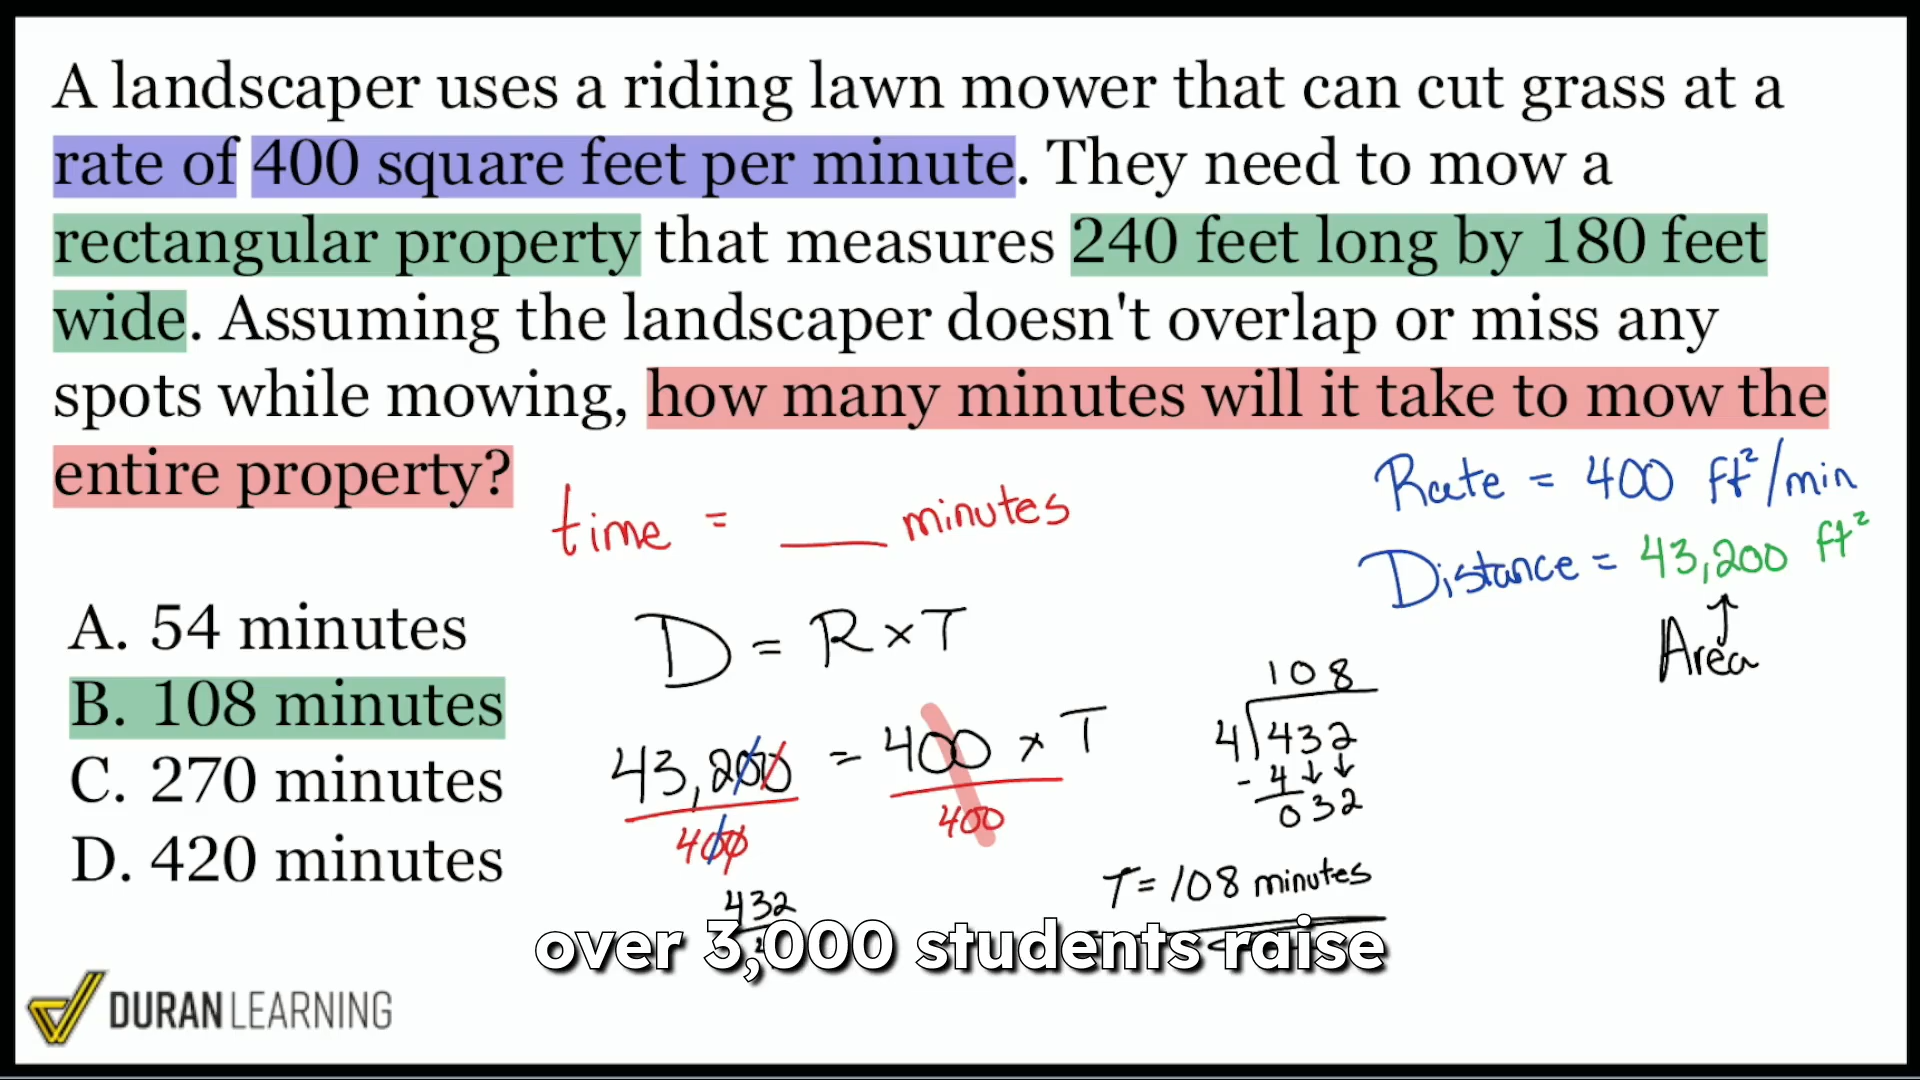 A landscaper uses a riding lawn mower that can cut grass at a
rate of 400 square feet per minute. They need to mow a
rectangular property that measures 240 feet long by 180 feet
wide. Assuming the landscaper doesn't overlap or miss any
spots while mowing, how many minutes will it take to mow the
entire property?
time = ___ minutes
Rate = 400 ft²/min
Distance = 43,200 ft²
↑
Area
A. 54 minutes
B. 108 minutes
C. 270 minutes
D. 420 minutes
D = R × T
43,200 = 400 × T
400 400
432
108
4 432
- 4 ↓ ↓
0 3 2
T = 108 minutes
over 3,000 students raise
DURAN LEARNING